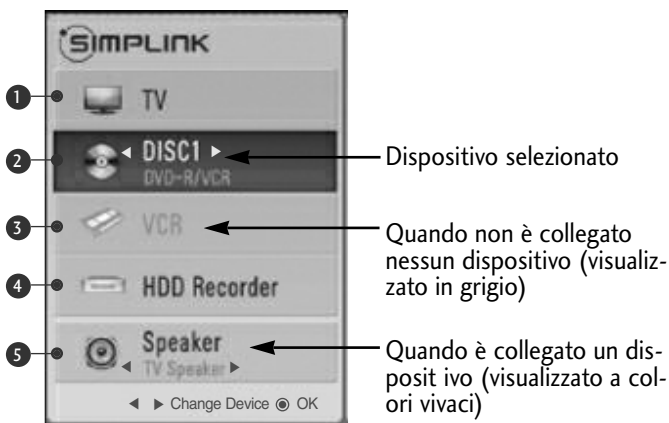 SIMPLINK
1 TV
2 DISC1
DVD-R/VCR
Dispositivo selezionato
3 VCR
Quando non è collegato
nessun dispositivo (visualiz-
zato in grigio)
4 HDD Recorder
5 Speaker
TV Speaker
Quando è collegato un dis-
posit ivo (visualizzato a col-
ori vivaci)
◀ ▶ Change Device ◉ OK